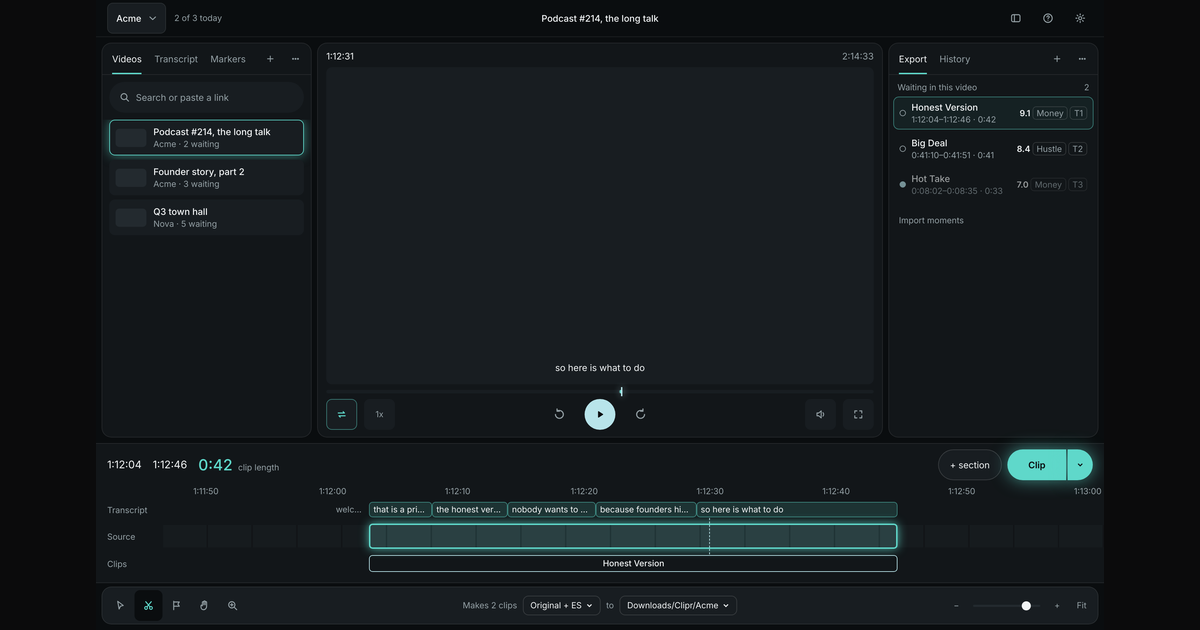 Acme
2 of 3 today
Podcast #214, the long talk
Videos Transcript Markers + ···
Search or paste a link
Podcast #214, the long talk
Acme · 2 waiting
Founder story, part 2
Acme · 3 waiting
Q3 town hall
Nova · 5 waiting
1:12:31 2:14:33
so here is what to do
1x
Export History + ···
Waiting in this video 2
Honest Version
1:12:04–1:12:46 · 0:42
9.1 Money T1
Big Deal
0:41:10–0:41:51 · 0:41
8.4 Hustle T2
Hot Take
0:08:02–0:08:35 · 0:33
7.0 Money T3
Import moments
1:12:04 1:12:46 0:42 clip length
+ section Clip
1:11:50 1:12:00 1:12:10 1:12:20 1:12:30 1:12:40 1:12:50 1:13:00
Transcript welc... that is a pri... the honest ver... nobody wants to ... because founders hi... so here is what to do
Source
Clips Honest Version
Makes 2 clips Original + ES to Downloads/Clipr/Acme
− + Fit